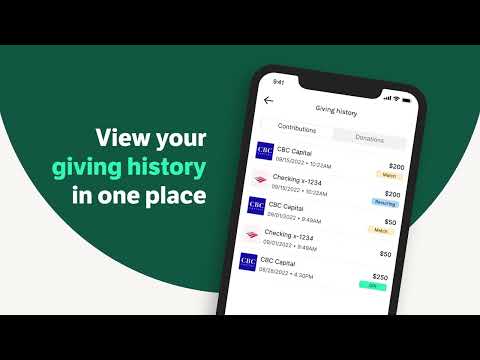 View your
giving history
in one place
9:41
Giving history
Contributions
Donations
CBC
CBC Capital
$200
09/15/2022 • 10:22AM
Match
Checking x-1234
$200
09/15/2022 • 10:22AM
Recurring
CBC
CBC Capital
$50
09/01/2022 • 9:49AM
Match
Checking x-1234
$50
09/01/2022 • 9:49AM
CBC
CBC Capital
$250
08/28/2022 • 4:30PM
Gift